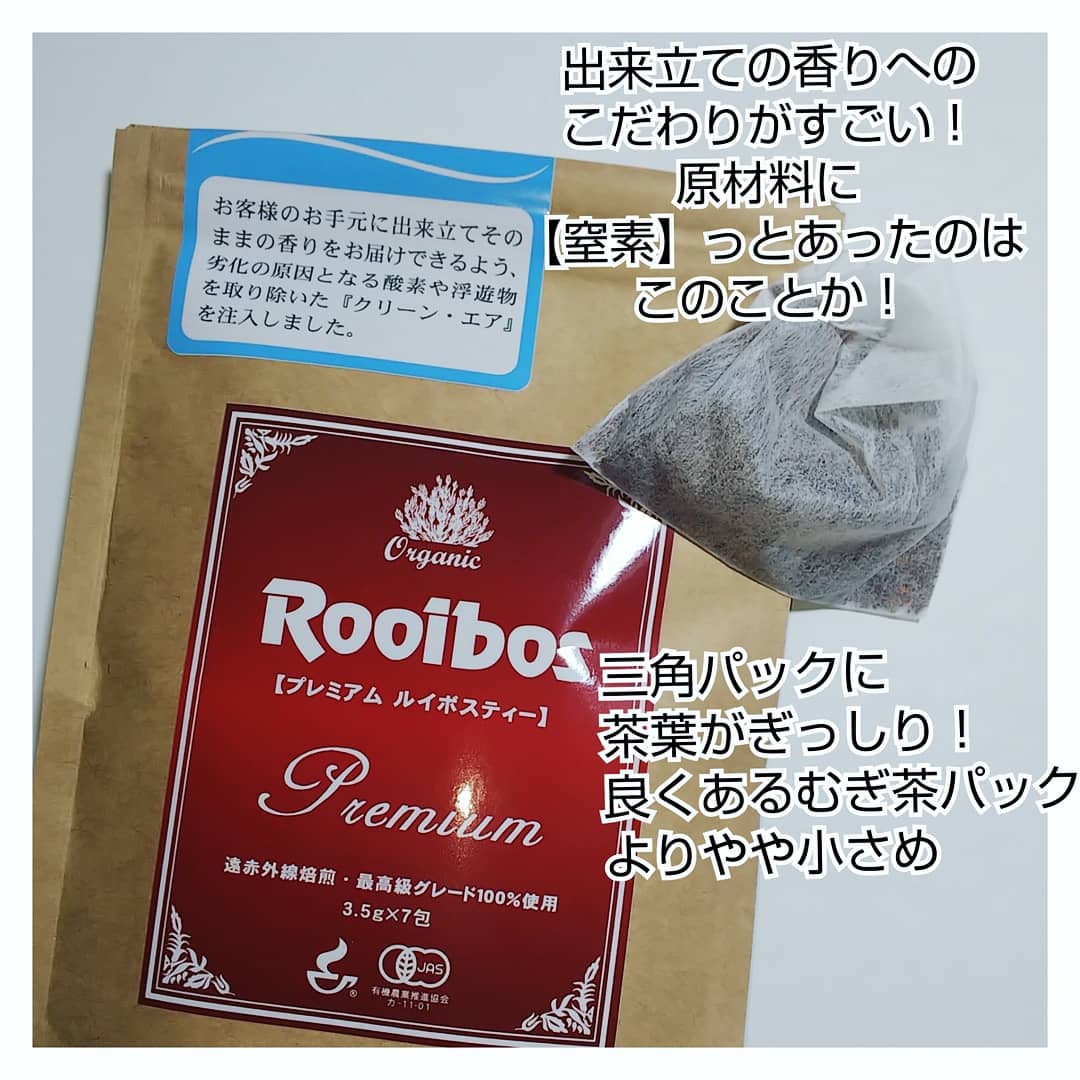 出来立ての香りへの
こだわりがすごい！
原材料に
【窒素】っとあったのは
このことか！
お客様のお手元に出来立てその
ままの香りをお届けできるよう、
劣化の原因となる酸素や浮遊物
を取り除いた『クリーン・エア』
を注入しました。
Organic
Rooibos
【プレミアム ルイボスティー】
Premium
遠赤外線焙煎・最高級グレード100%使用
3.5g×7包
JAS
有機農業推進協会
カ-11-01
三角パックに
茶葉がぎっしり！
良くあるむぎ茶パック
よりやや小さめ